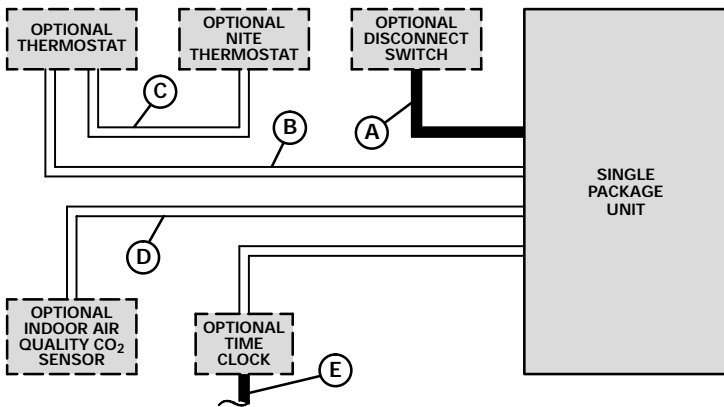 OPTIONAL
THERMOSTAT
OPTIONAL
NITE
THERMOSTAT
OPTIONAL
DISCONNECT
SWITCH
C
B
A
SINGLE
PACKAGE
UNIT
D
OPTIONAL
INDOOR AIR
QUALITY CO₂
SENSOR
OPTIONAL
TIME
CLOCK
E